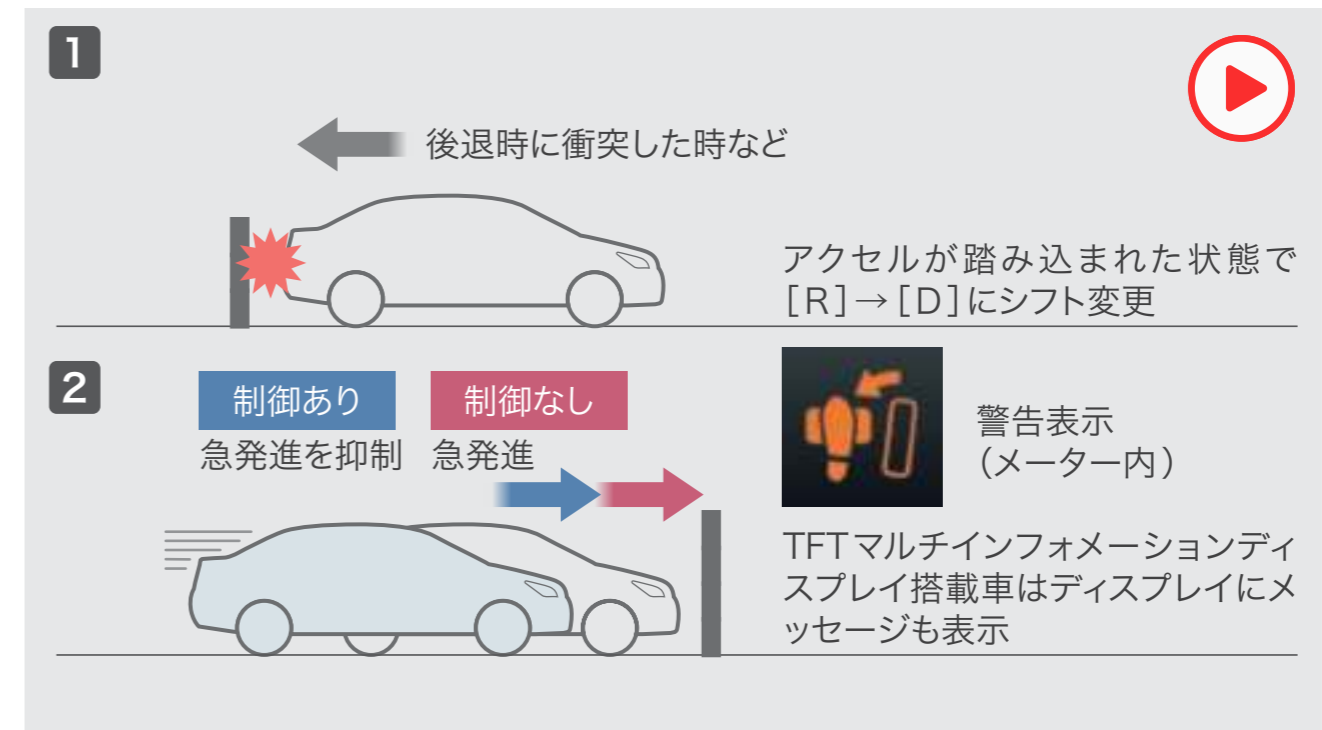 1
後退時に衝突した時など
アクセルが踏み込まれた状態で
[R]→[D]にシフト変更
2
制御あり
急発進を抑制
制御なし
急発進
警告表示
(メーター内)
TFTマルチインフォメーションディ
スプレイ搭載車はディスプレイにメ
ッセージも表示